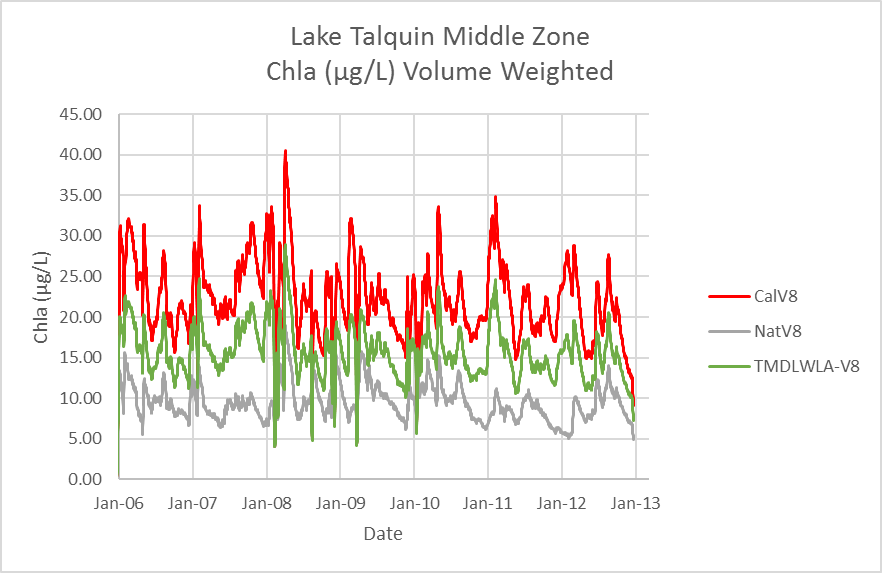 Lake Talquin Middle Zone
Chla (µg/L) Volume Weighted
45.00
40.00
35.00
30.00
25.00
20.00
15.00
10.00
5.00
0.00
Chla (µg/L)
Jan-06 Jan-07 Jan-08 Jan-09 Jan-10 Jan-11 Jan-12 Jan-13
Date
CalV8
NatV8
TMDLWLA-V8